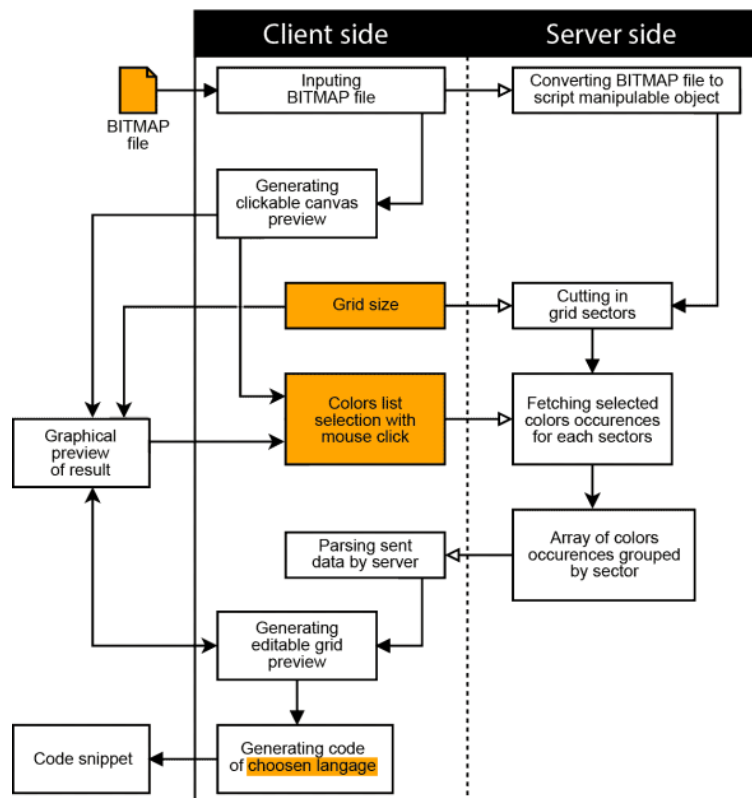 Client side
Server side
BITMAP
file
Inputing
BITMAP file
Converting BITMAP file to
script manipulable object
Generating
clickable canvas
preview
Grid size
Cutting in
grid sectors
Graphical
preview
of result
Colors list
selection with
mouse click
Fetching selected
colors occurences
for each sectors
Parsing sent
data by server
Array of colors
occurences grouped
by sector
Generating
editable grid
preview
Code snippet
Generating code
of choosen langage